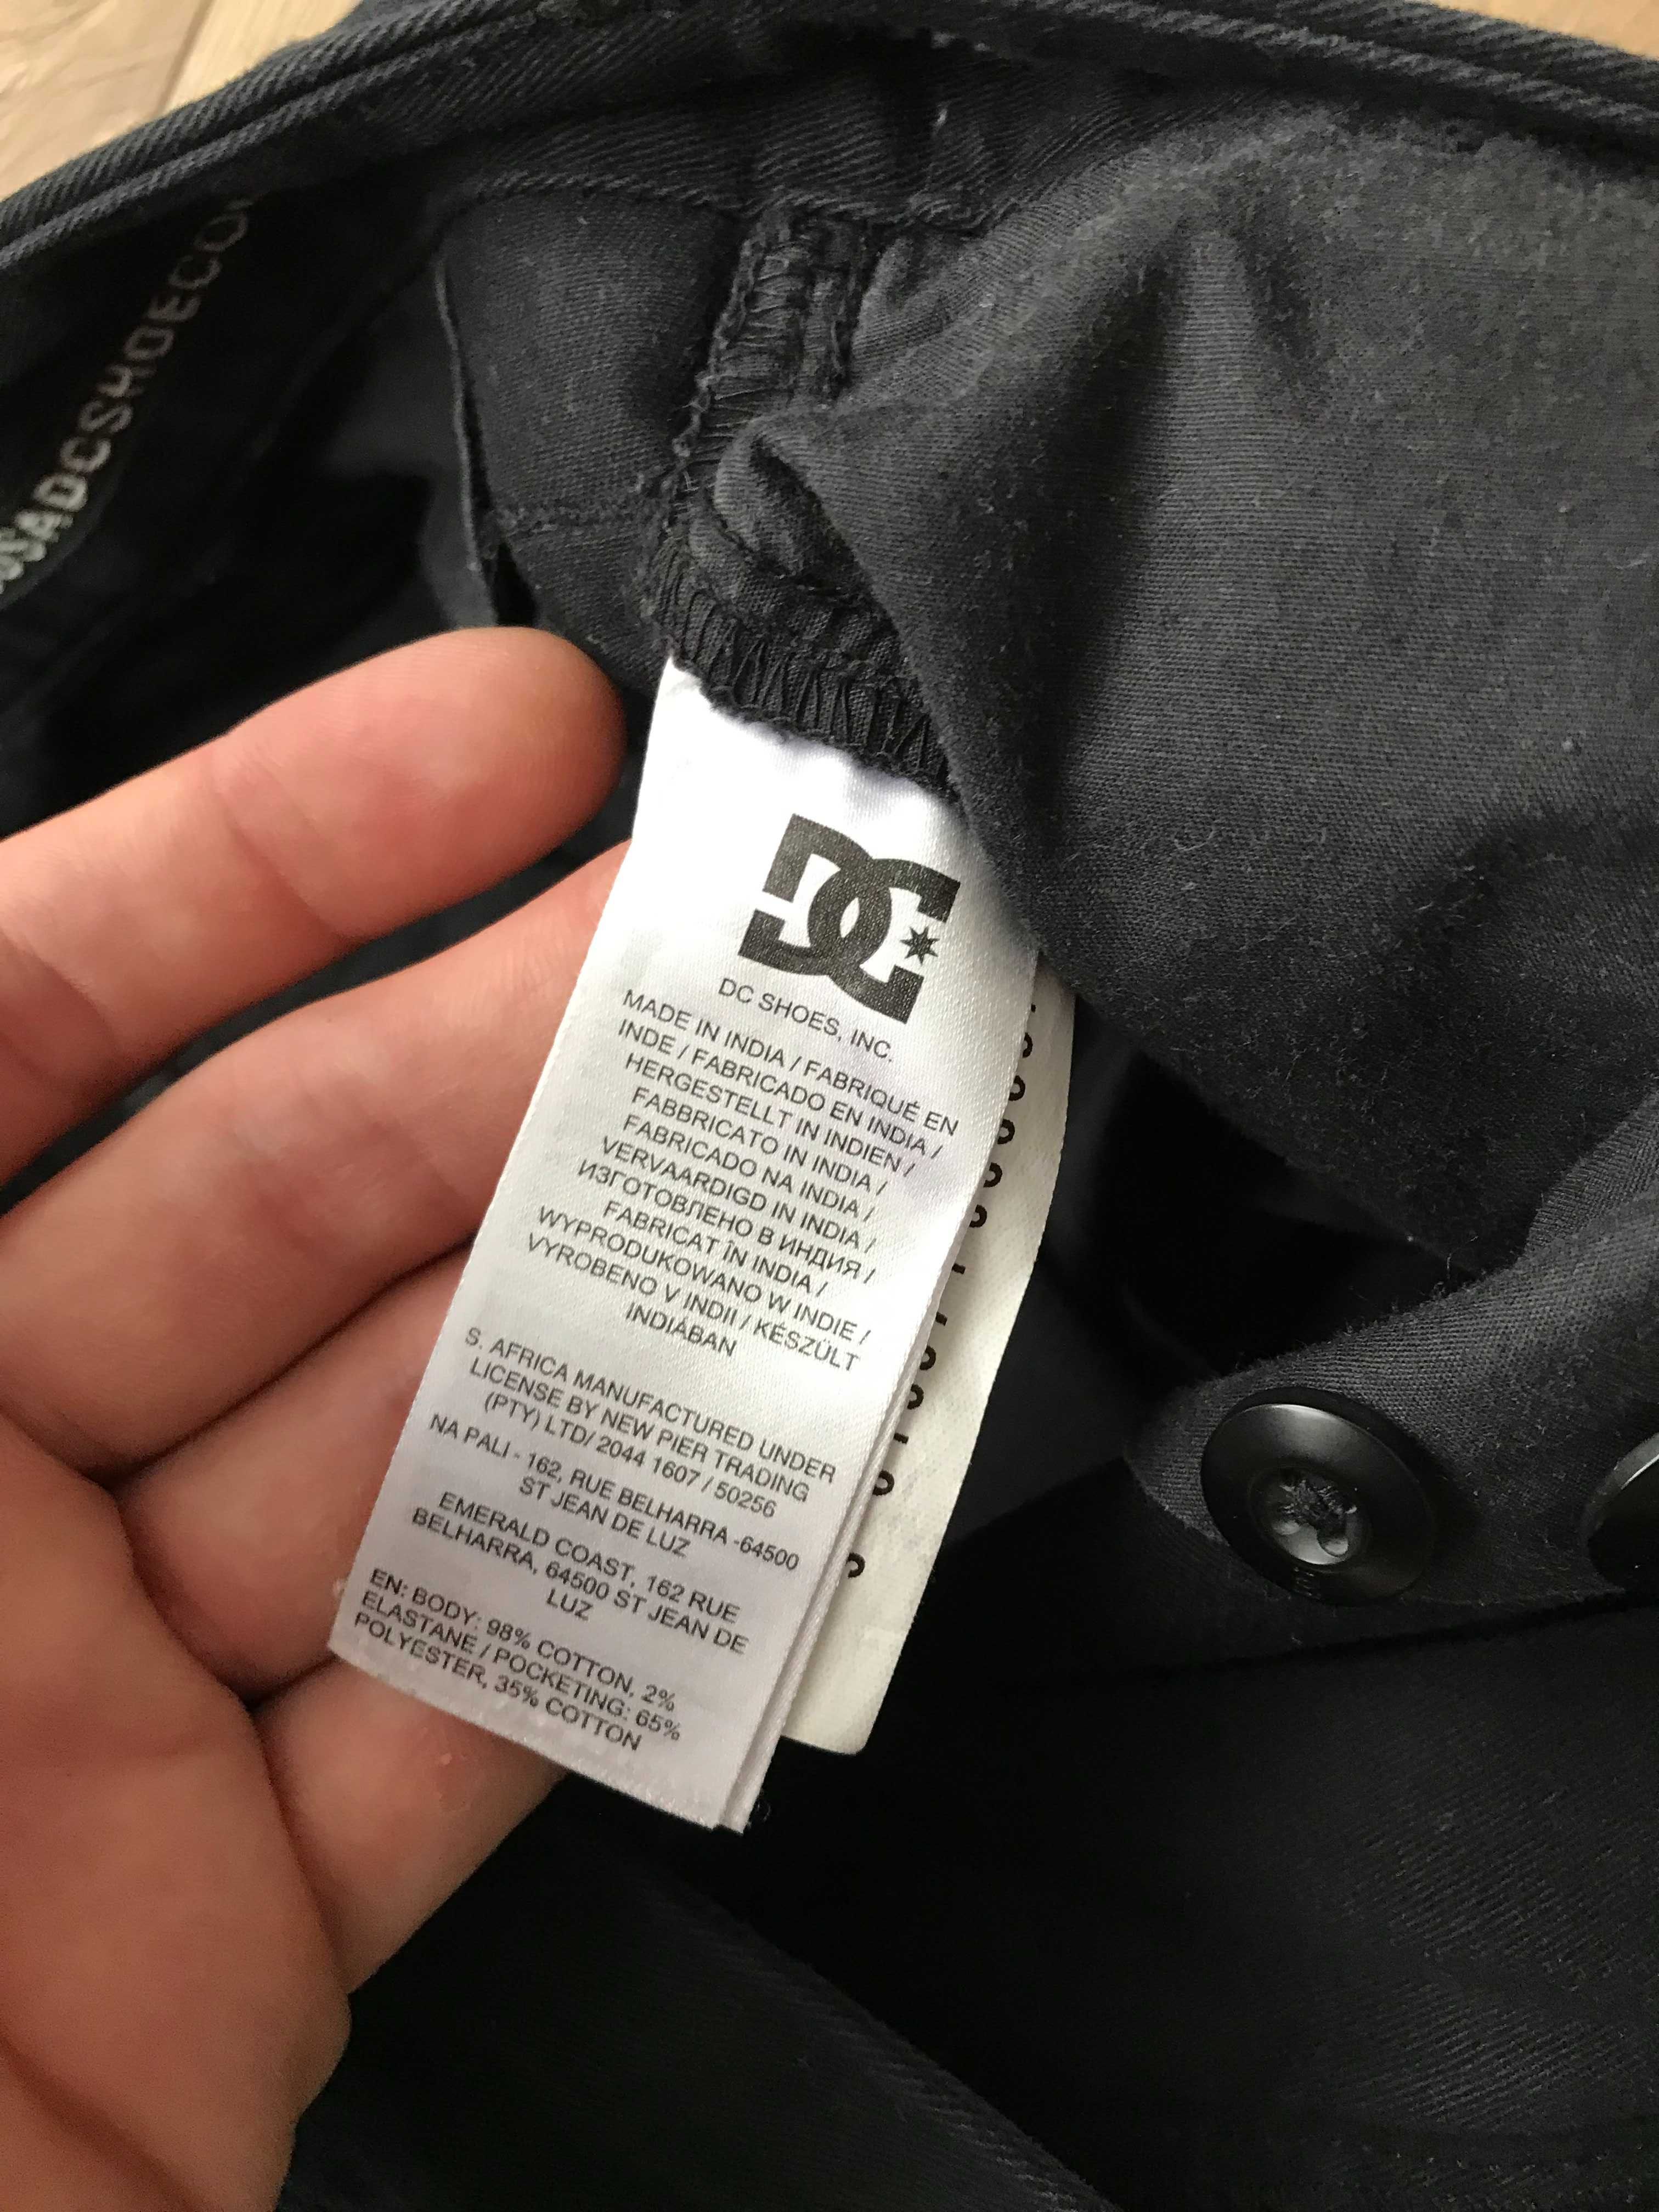 USADCSHOECO
DC
DC SHOES, INC.
MADE IN INDIA / FABRIQUÉ EN
INDE / FABRICADO EN INDIA /
HERGESTELLT IN INDIEN /
FABBRICATO IN INDIA /
FABRICADO NA INDIA /
VERVAARDIGD IN INDIA /
ИЗГОТОВЛЕНО В ИНДИЯ /
FABRICAT ÎN INDIA /
WYPRODUKOWANO W INDIE /
VYROBENO V INDII / KÉSZÜLT
INDIÁBAN
S. AFRICA MANUFACTURED UNDER
LICENSE BY NEW PIER TRADING
(PTY) LTD/ 2044 1607 / 50256
NA PALI - 162, RUE BELHARRA -64500
ST JEAN DE LUZ
EMERALD COAST, 162 RUE
BELHARRA, 64500 ST JEAN DE
LUZ
EN: BODY: 98% COTTON, 2%
ELASTANE / POCKETING: 65%
POLYESTER, 35% COTTON